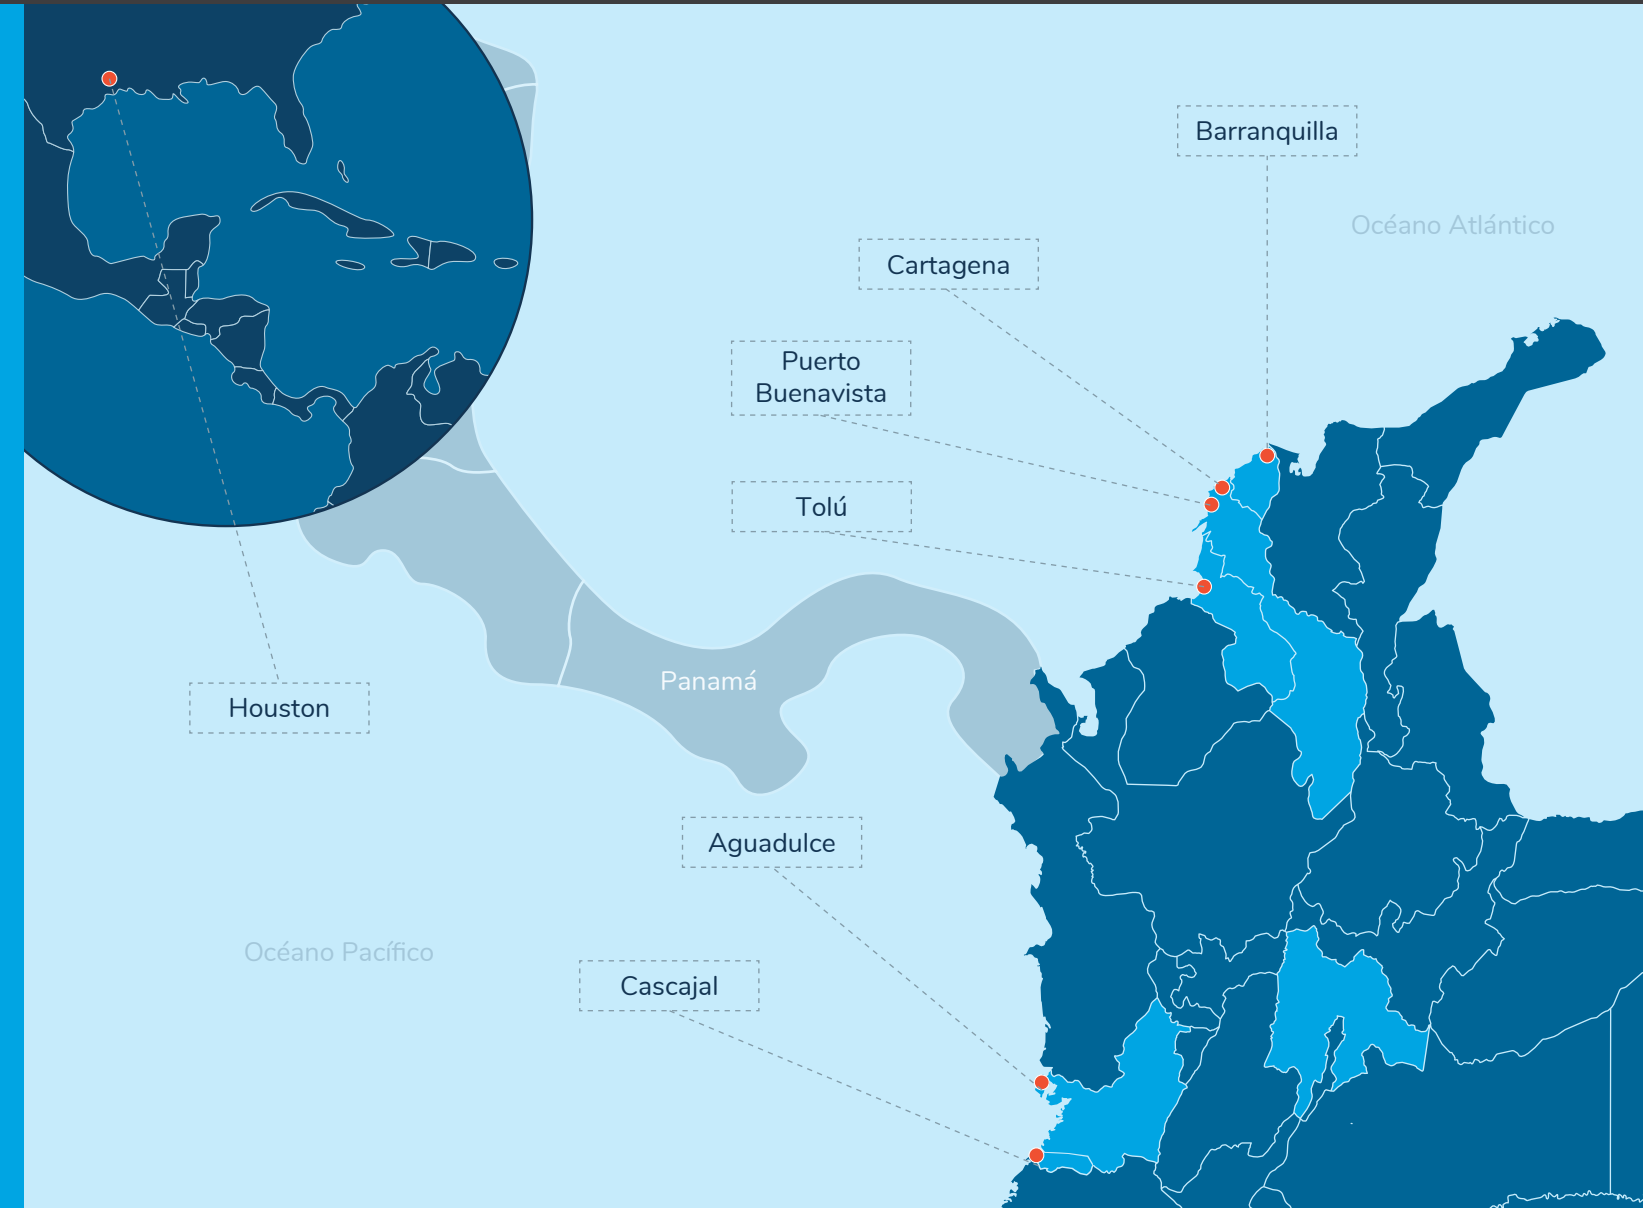 Barranquilla
Océano Atlántico
Cartagena
Puerto
Buenavista
Tolú
Panamá
Houston
Aguadulce
Océano Pacífico
Cascajal